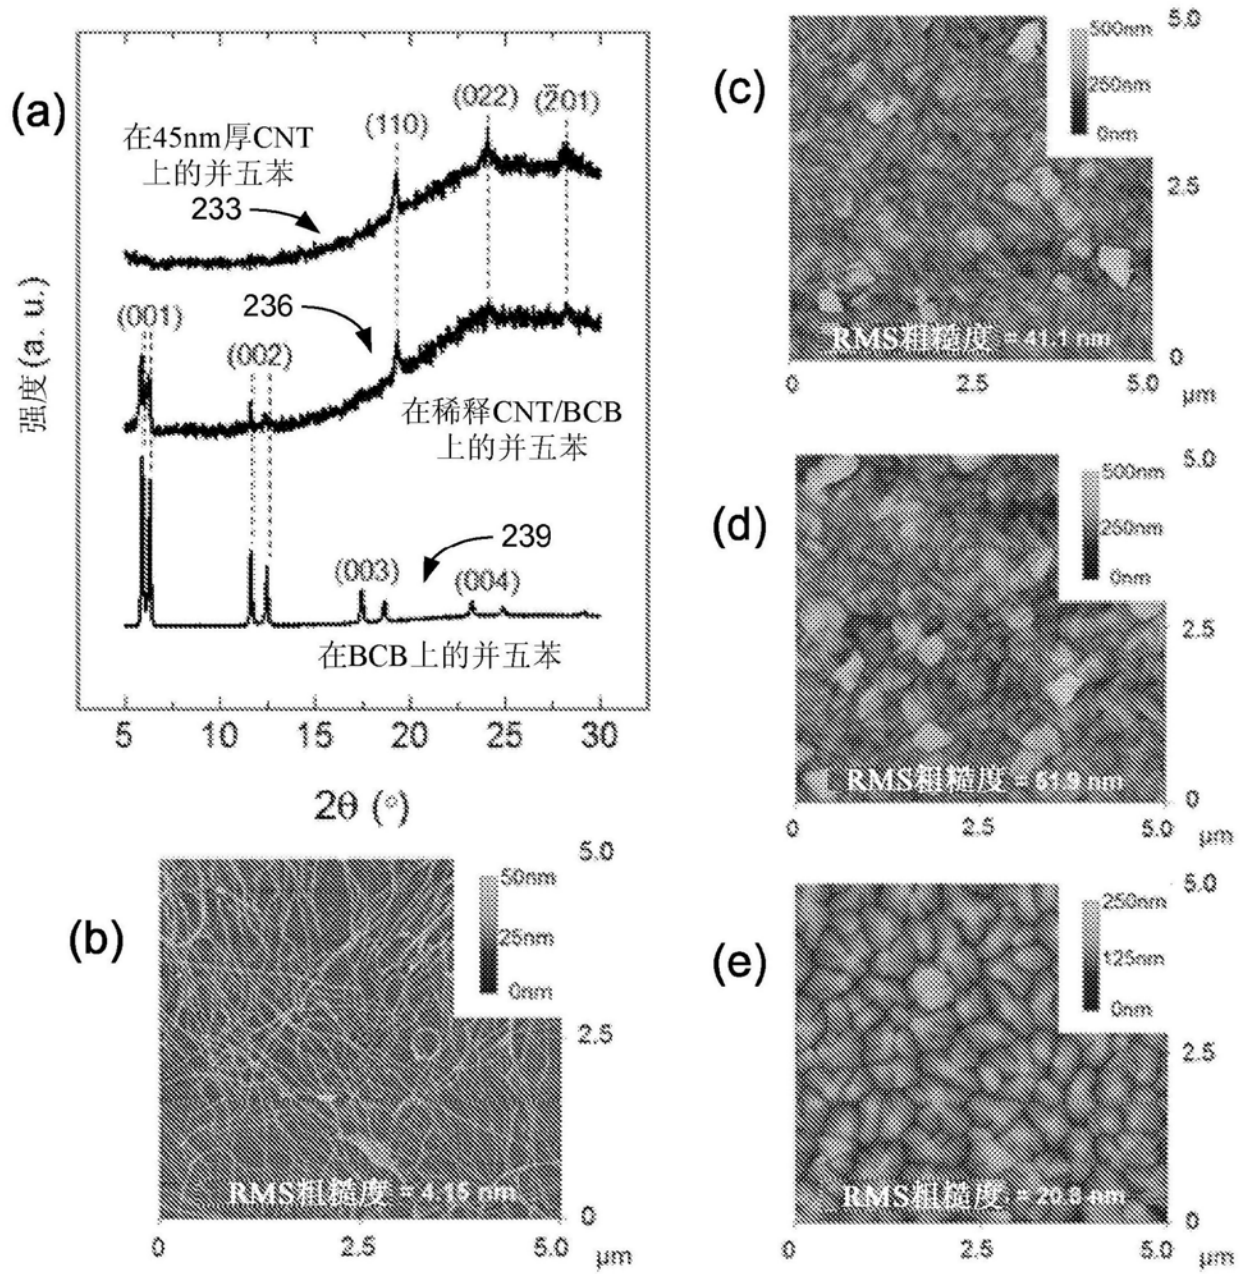 (a)
在45nm厚CNT
上的并五苯
233
(110)
(022)
(2̅01)
(001)
236
(002)
在稀释CNT/BCB
上的并五苯
239
(003)
(004)
在BCB上的并五苯
强度(a. u.)
5 10 15 20 25 30
2θ (°)
(b)
50nm
25nm
0nm
5.0
2.5
0
RMS粗糙度 = 4.15 nm
0 2.5 5.0 μm
(c)
500nm
250nm
0nm
5.0
2.5
0
RMS粗糙度 = 41.1 nm
0 2.5 5.0 μm
(d)
500nm
250nm
0nm
5.0
2.5
0
RMS粗糙度 = 61.9 nm
0 2.5 5.0 μm
(e)
250nm
125nm
0nm
5.0
2.5
0
RMS粗糙度 = 20.3 nm
0 2.5 5.0 μm